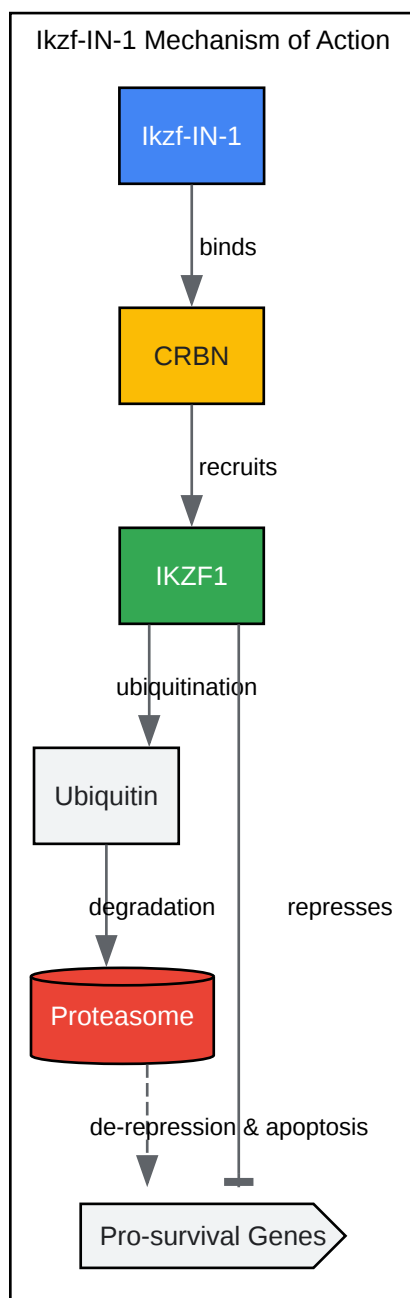 Ikzf-IN-1 Mechanism of Action
Ikzf-IN-1
binds
CRBN
recruits
IKZF1
ubiquitination
Ubiquitin
degradation
represses
Proteasome
de-repression & apoptosis
Pro-survival Genes